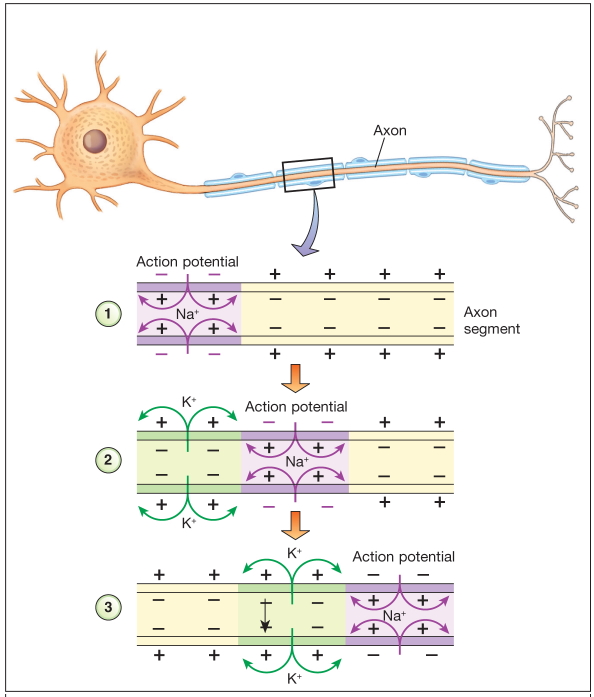 Axon
Action potential
− − + + + +
+ + − − − −
1
Na⁺
Axon
segment
+ + − − − −
− − + + + +
K⁺
Action potential
+ + − − + +
− − + + − −
2
Na⁺
− − + + − −
+ + − − + +
K⁺
K⁺
Action potential
+ + + + − −
− − − − + +
3
Na⁺
− − + − + +
+ + + + − −
K⁺